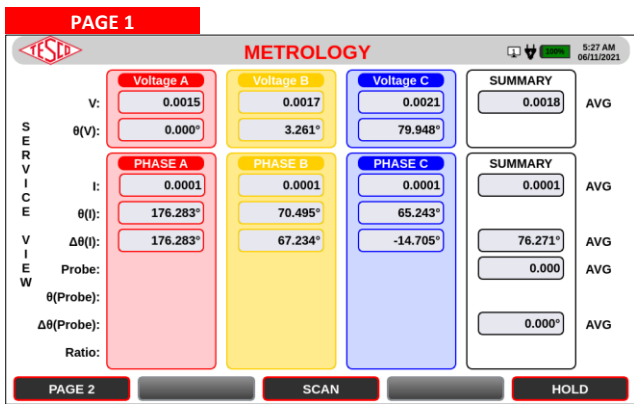 PAGE 1
TESCO METROLOGY 1 100% 5:27 AM
06/11/2021
Voltage A Voltage B Voltage C SUMMARY
V: 0.0015 0.0017 0.0021 0.0018 AVG
θ(V): 0.000° 3.261° 79.948°
SERVICE VIEW
PHASE A PHASE B PHASE C SUMMARY
I: 0.0001 0.0001 0.0001 0.0001 AVG
θ(I): 176.283° 70.495° 65.243°
Δθ(I): 176.283° 67.234° -14.705° 76.271° AVG
Probe: 0.000 AVG
θ(Probe):
Δθ(Probe): 0.000° AVG
Ratio:
PAGE 2 SCAN HOLD